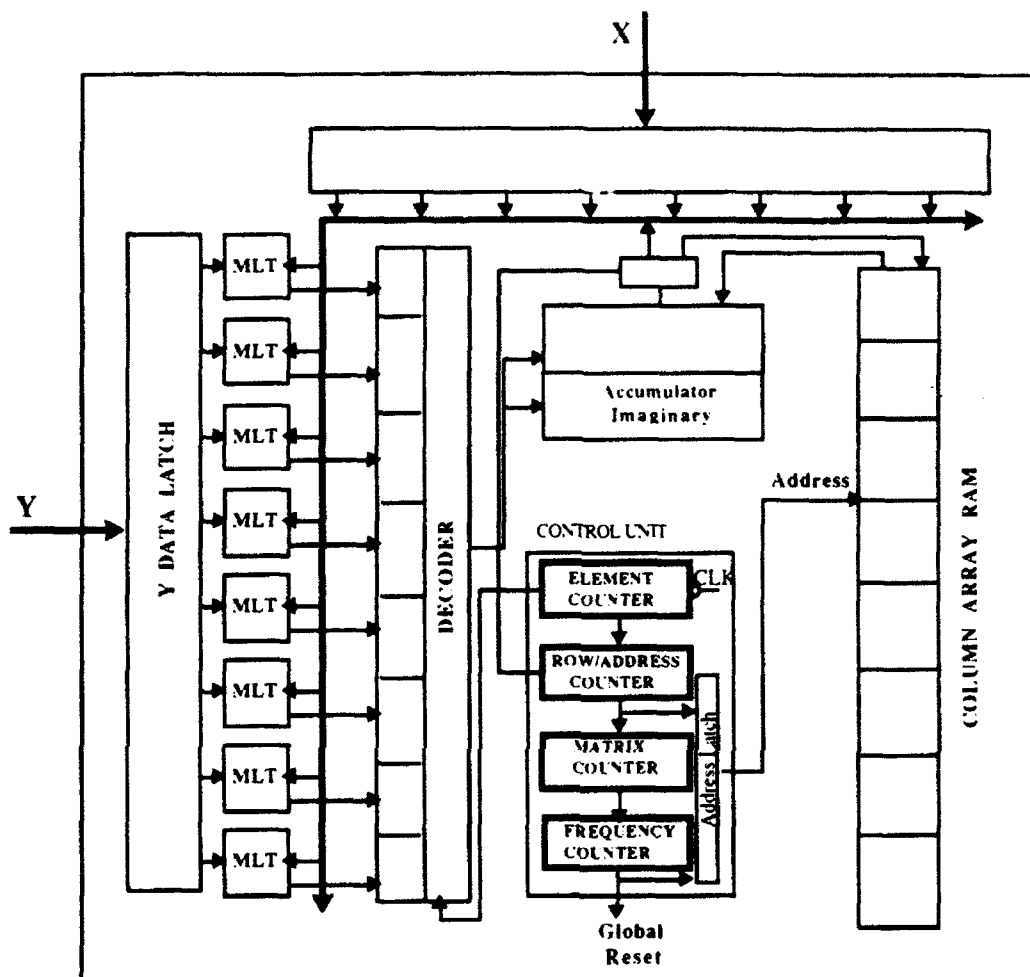 X
Y
Y DATA LATCH
MLT
MLT
MLT
MLT
MLT
MLT
MLT
MLT
DECODER
Accumulator
Imaginary
Address
COLUMN ARRAY RAM
CONTROL UNIT
ELEMENT
COUNTER
CLK
ROW/ADDRESS
COUNTER
MATRIX
COUNTER
FREQUENCY
COUNTER
Address Latch
Global
Reset